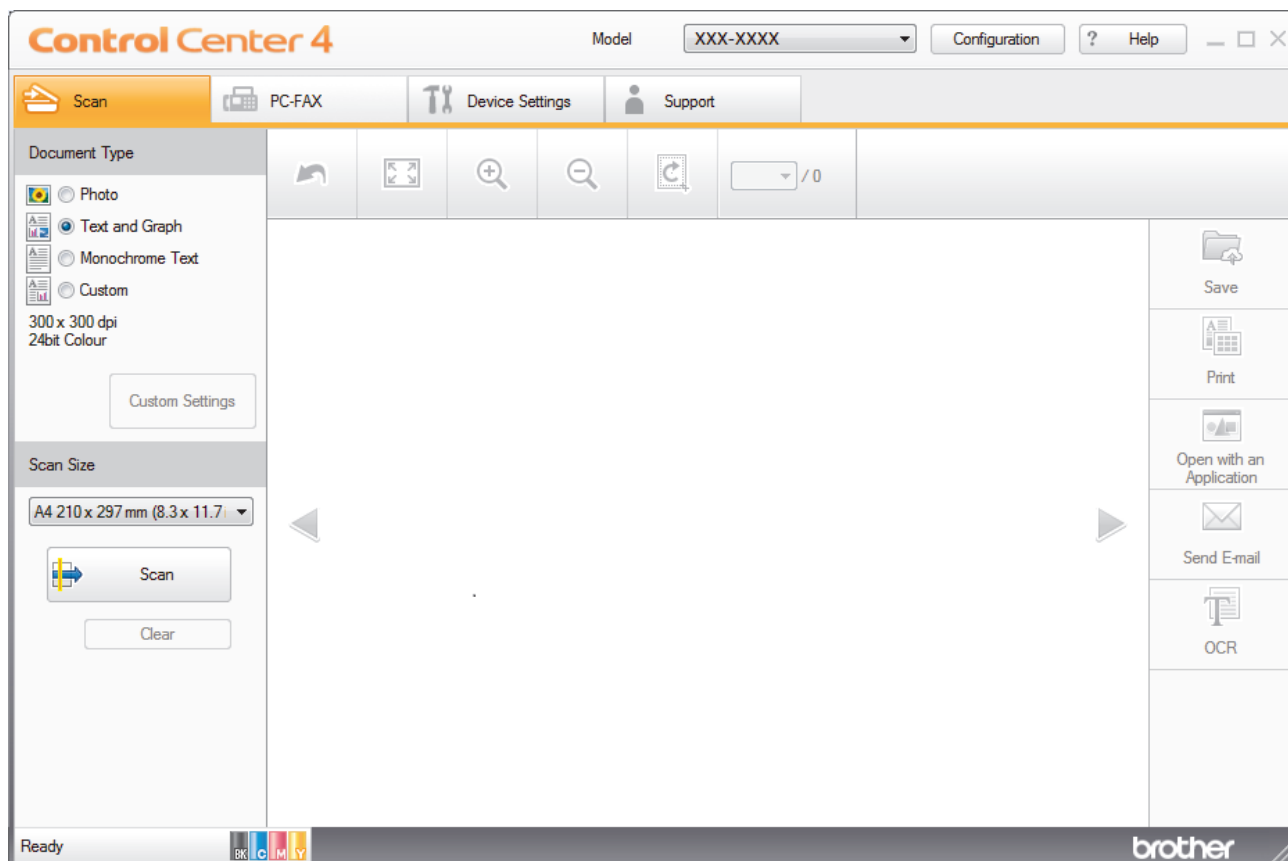 Control Center 4
Model
XXX-XXXX
Configuration
? Help
Scan
PC-FAX
Device Settings
Support
Document Type
Photo
Text and Graph
Monochrome Text
Custom
300 x 300 dpi
24bit Colour
Custom Settings
/ 0
Scan Size
A4 210 x 297 mm (8.3 x 11.7
Scan
Clear
Save
Print
Open with an
Application
Send E-mail
OCR
Ready
BK C M Y
brother